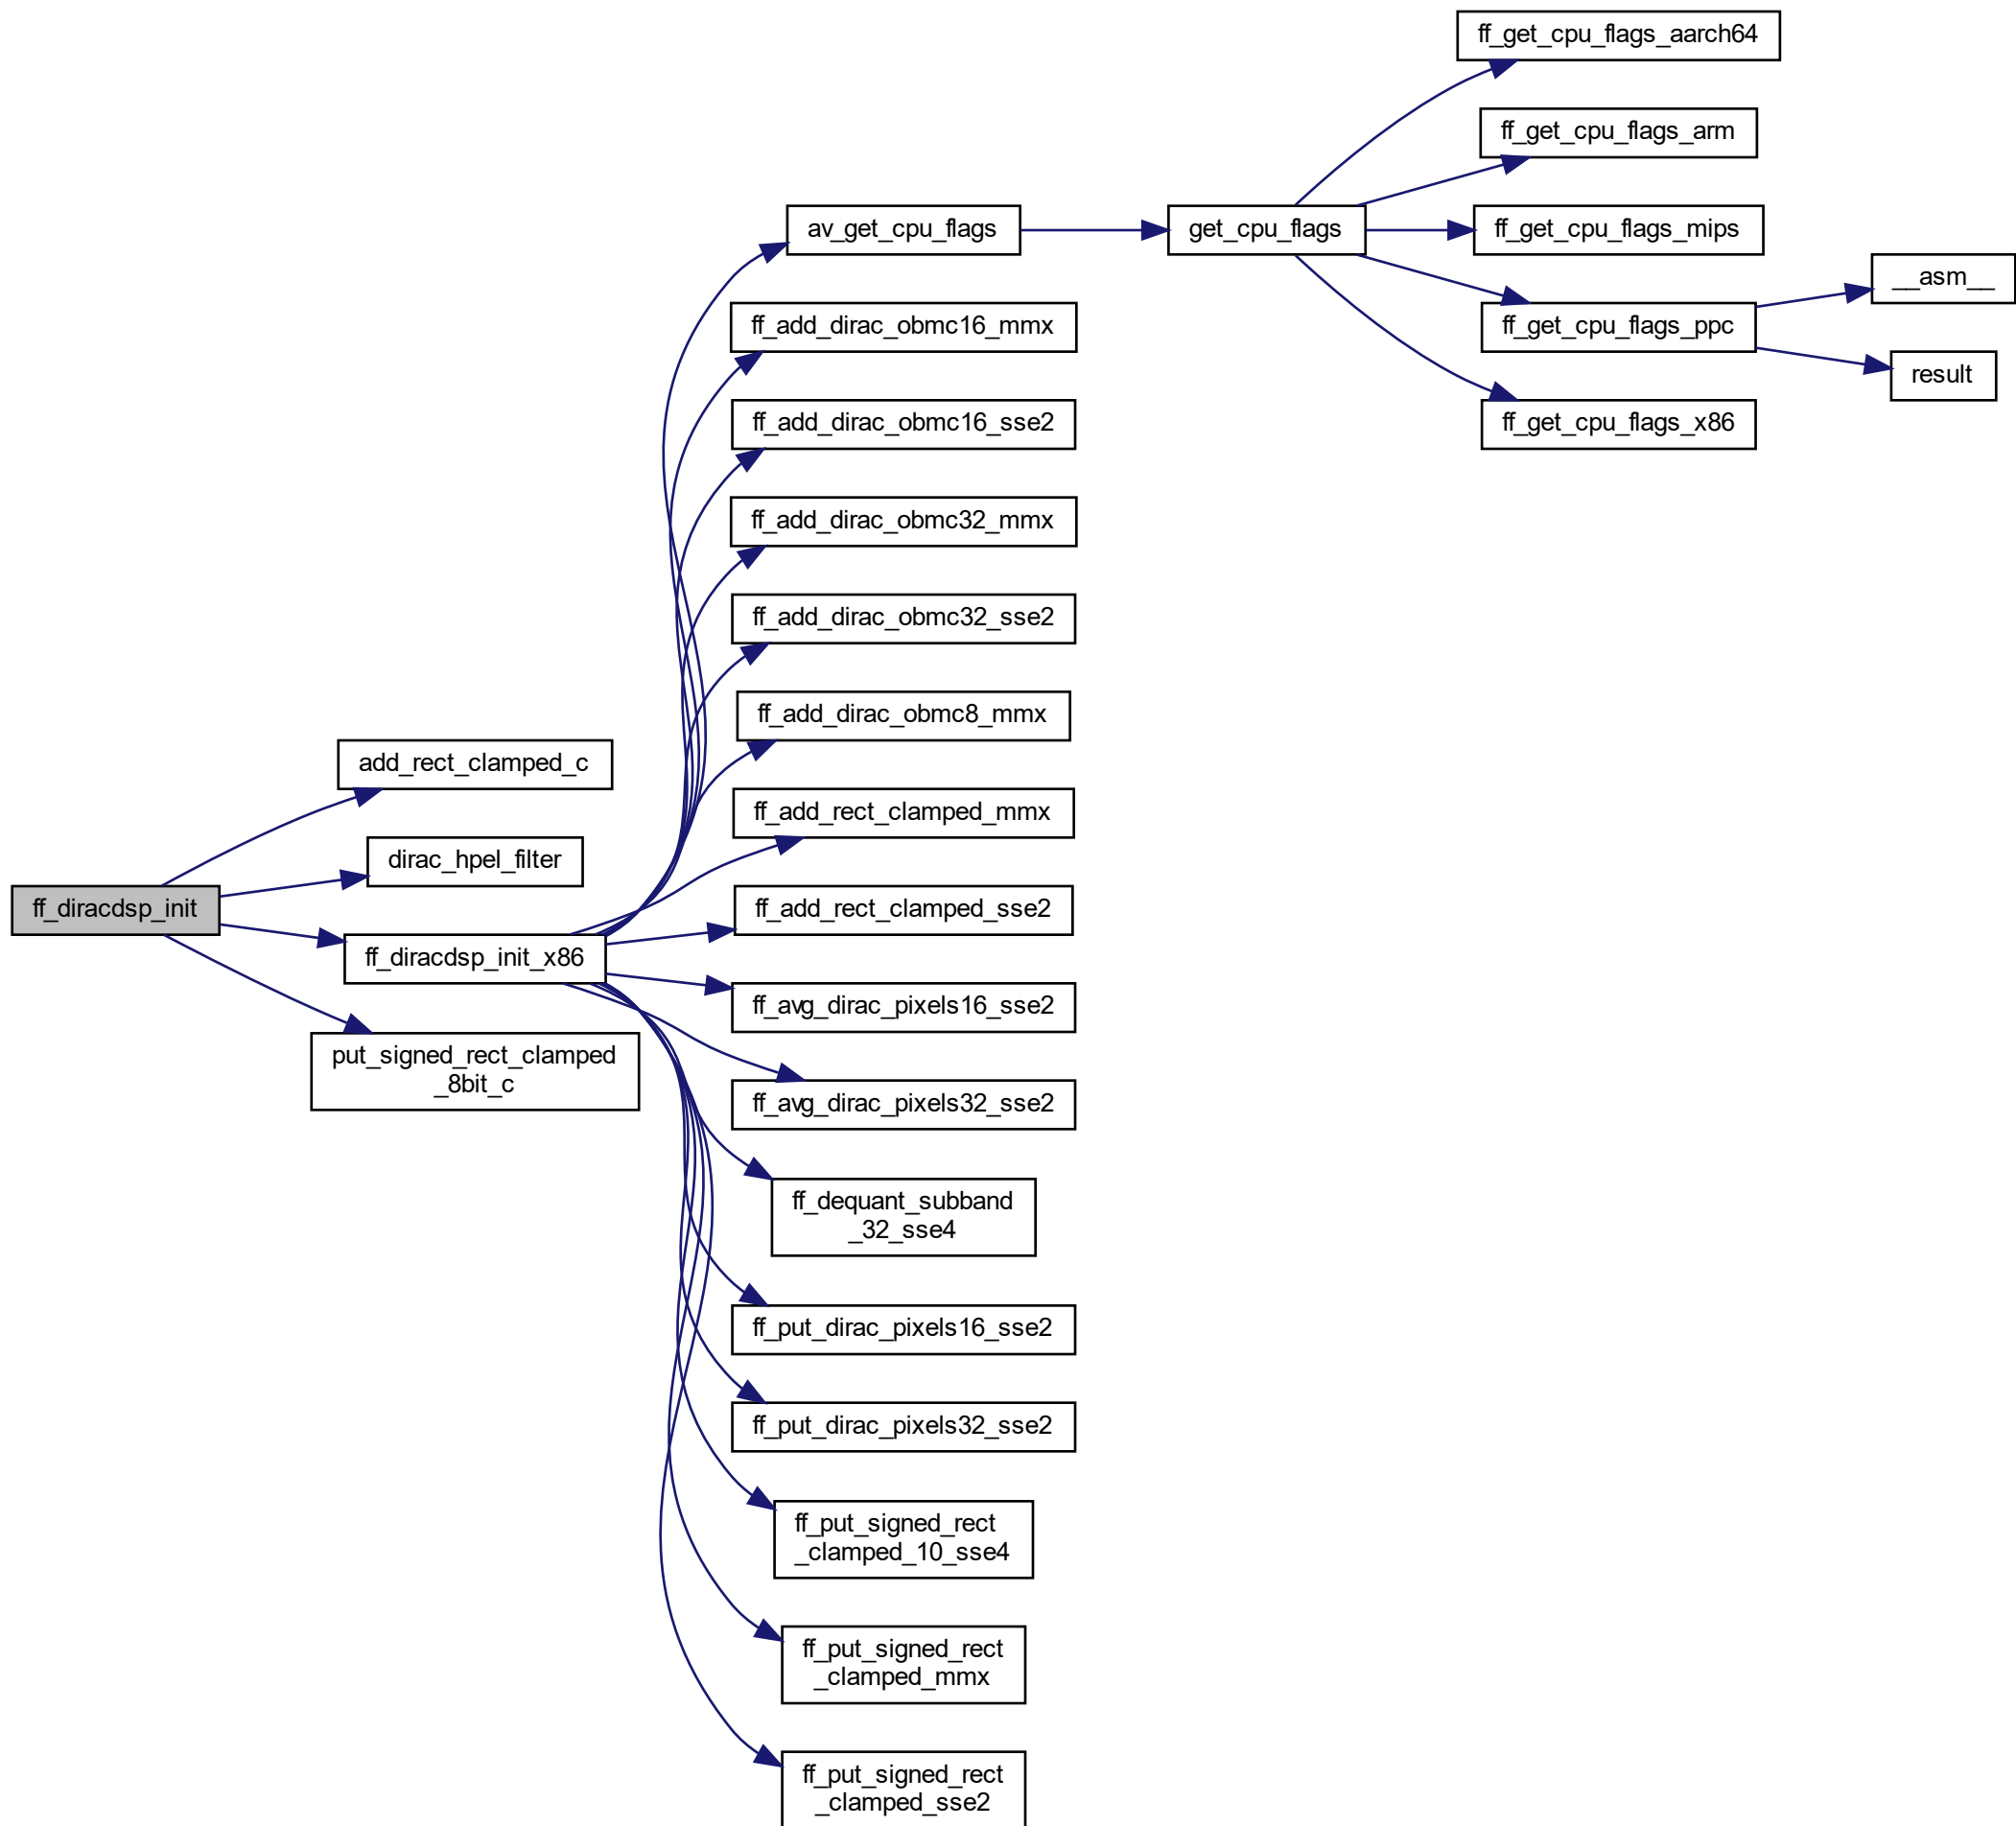 ff_diracdsp_init
add_rect_clamped_c
dirac_hpel_filter
ff_diracdsp_init_x86
put_signed_rect_clamped
_8bit_c
av_get_cpu_flags
ff_add_dirac_obmc16_mmx
ff_add_dirac_obmc16_sse2
ff_add_dirac_obmc32_mmx
ff_add_dirac_obmc32_sse2
ff_add_dirac_obmc8_mmx
ff_add_rect_clamped_mmx
ff_add_rect_clamped_sse2
ff_avg_dirac_pixels16_sse2
ff_avg_dirac_pixels32_sse2
ff_dequant_subband
_32_sse4
ff_put_dirac_pixels16_sse2
ff_put_dirac_pixels32_sse2
ff_put_signed_rect
_clamped_10_sse4
ff_put_signed_rect
_clamped_mmx
ff_put_signed_rect
_clamped_sse2
get_cpu_flags
ff_get_cpu_flags_aarch64
ff_get_cpu_flags_arm
ff_get_cpu_flags_mips
ff_get_cpu_flags_ppc
ff_get_cpu_flags_x86
__asm__
result